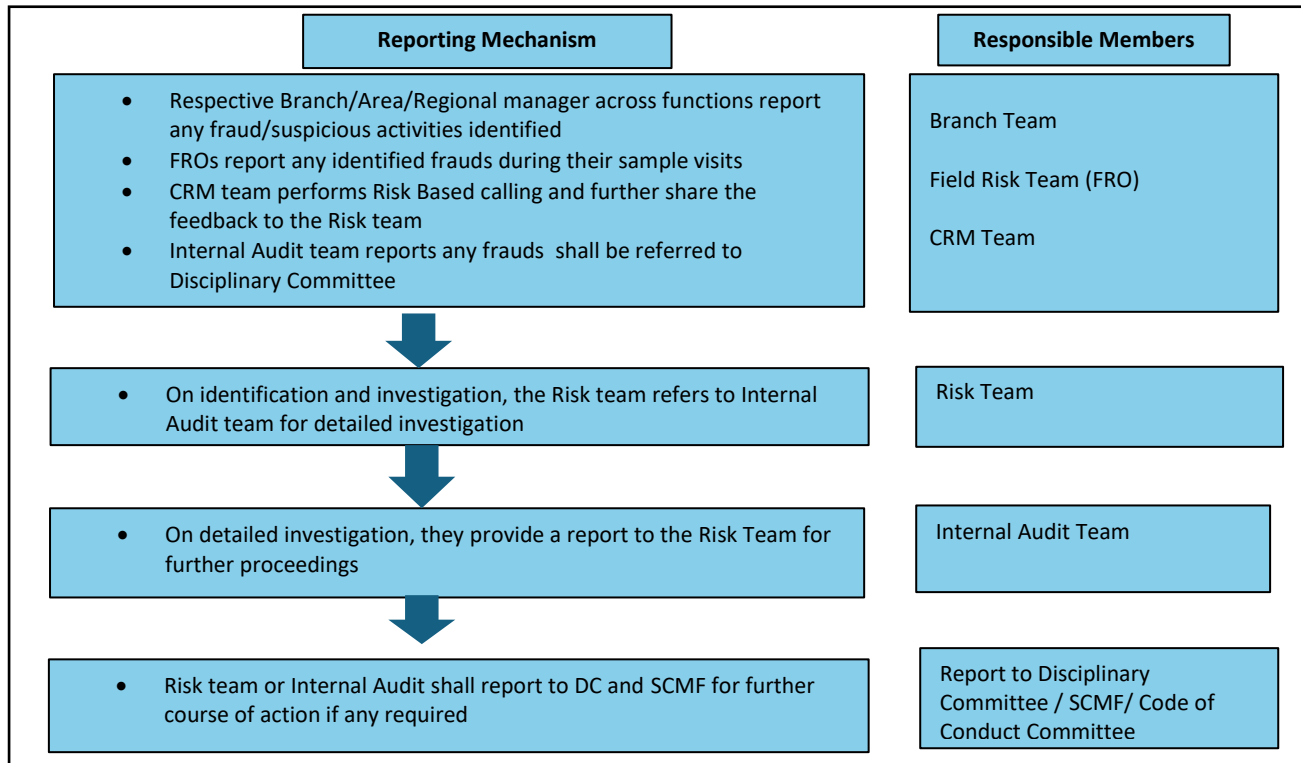 Reporting Mechanism
Responsible Members
• Respective Branch/Area/Regional manager across functions report
any fraud/suspicious activities identified
• FROs report any identified frauds during their sample visits
• CRM team performs Risk Based calling and further share the
feedback to the Risk team
• Internal Audit team reports any frauds shall be referred to
Disciplinary Committee
Branch Team
Field Risk Team (FRO)
CRM Team
• On identification and investigation, the Risk team refers to Internal
Audit team for detailed investigation
Risk Team
• On detailed investigation, they provide a report to the Risk Team for
further proceedings
Internal Audit Team
• Risk team or Internal Audit shall report to DC and SCMF for further
course of action if any required
Report to Disciplinary
Committee / SCMF/ Code of
Conduct Committee